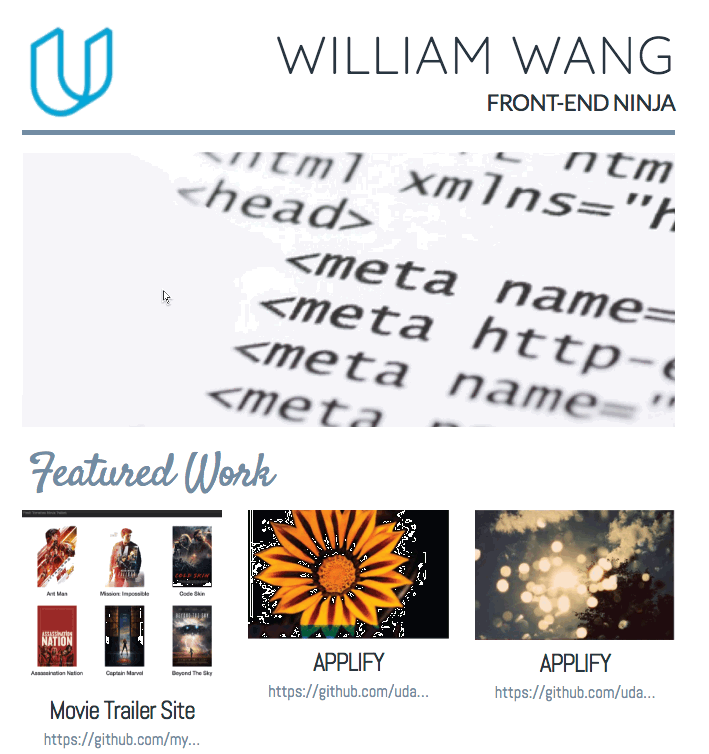 WILLIAM WANG
FRONT-END NINJA
<html
xmlns="h
<head>
<meta name=
<meta http-e
<meta name="
<meta
Featured Work
Ant Man
Mission: Impossible
Code Skin
ASSASSINATION
NATION
Assassination Nation
Captain Marvel
Beyond The Sky
Movie Trailer Site
https://github.com/my...
APPLIFY
https://github.com/uda...
APPLIFY
https://github.com/uda...